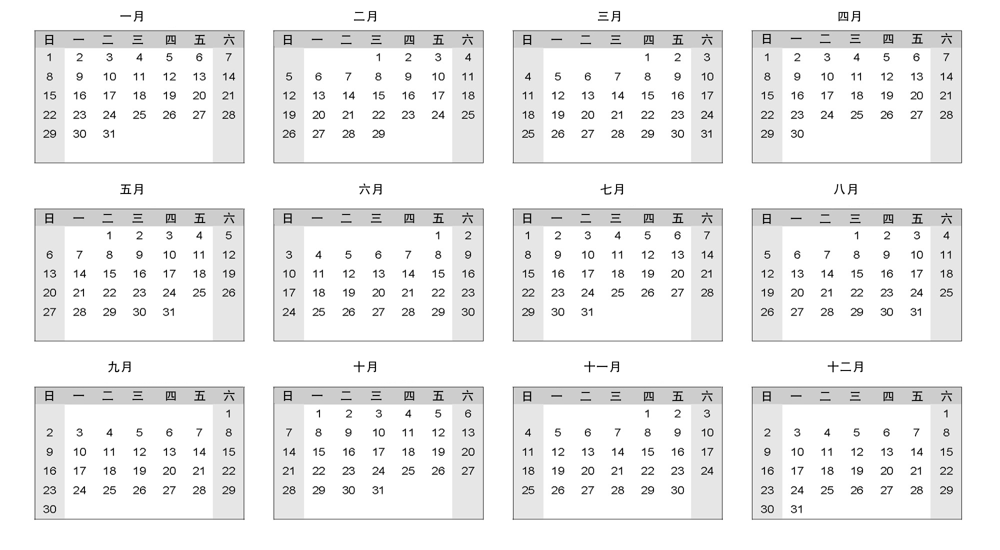 一月 二月 三月 四月
日 一 二 三 四 五 六 日 一 二 三 四 五 六 日 一 二 三 四 五 六 日 一 二 三 四 五 六
1 2 3 4 5 6 7 1 2 3 4 1 2 3 1 2 3 4 5 6 7
8 9 10 11 12 13 14 5 6 7 8 9 10 11 4 5 6 7 8 9 10 8 9 10 11 12 13 14
15 16 17 18 19 20 21 12 13 14 15 16 17 18 11 12 13 14 15 16 17 15 16 17 18 19 20 21
22 23 24 25 26 27 28 19 20 21 22 23 24 25 18 19 20 21 22 23 24 22 23 24 25 26 27 28
29 30 31 26 27 28 29 25 26 27 28 29 30 31 29 30
五月 六月 七月 八月
日 一 二 三 四 五 六 日 一 二 三 四 五 六 日 一 二 三 四 五 六 日 一 二 三 四 五 六
1 2 3 4 5 1 2 1 2 3 4 5 6 7 1 2 3 4
6 7 8 9 10 11 12 3 4 5 6 7 8 9 8 9 10 11 12 13 14 5 6 7 8 9 10 11
13 14 15 16 17 18 19 10 11 12 13 14 15 16 15 16 17 18 19 20 21 12 13 14 15 16 17 18
20 21 22 23 24 25 26 17 18 19 20 21 22 23 22 23 24 25 26 27 28 19 20 21 22 23 24 25
27 28 29 30 31 24 25 26 27 28 29 30 29 30 31 26 27 28 29 30 31
九月 十月 十一月 十二月
日 一 二 三 四 五 六 日 一 二 三 四 五 六 日 一 二 三 四 五 六 日 一 二 三 四 五 六
1 1 2 3 4 5 6 1 2 3 1
2 3 4 5 6 7 8 7 8 9 10 11 12 13 4 5 6 7 8 9 10 2 3 4 5 6 7 8
9 10 11 12 13 14 15 14 15 16 17 18 19 20 11 12 13 14 15 16 17 9 10 11 12 13 14 15
16 17 18 19 20 21 22 21 22 23 24 25 26 27 18 19 20 21 22 23 24 16 17 18 19 20 21 22
23 24 25 26 27 28 29 28 29 30 31 25 26 27 28 29 30 23 24 25 26 27 28 29
30 30 31